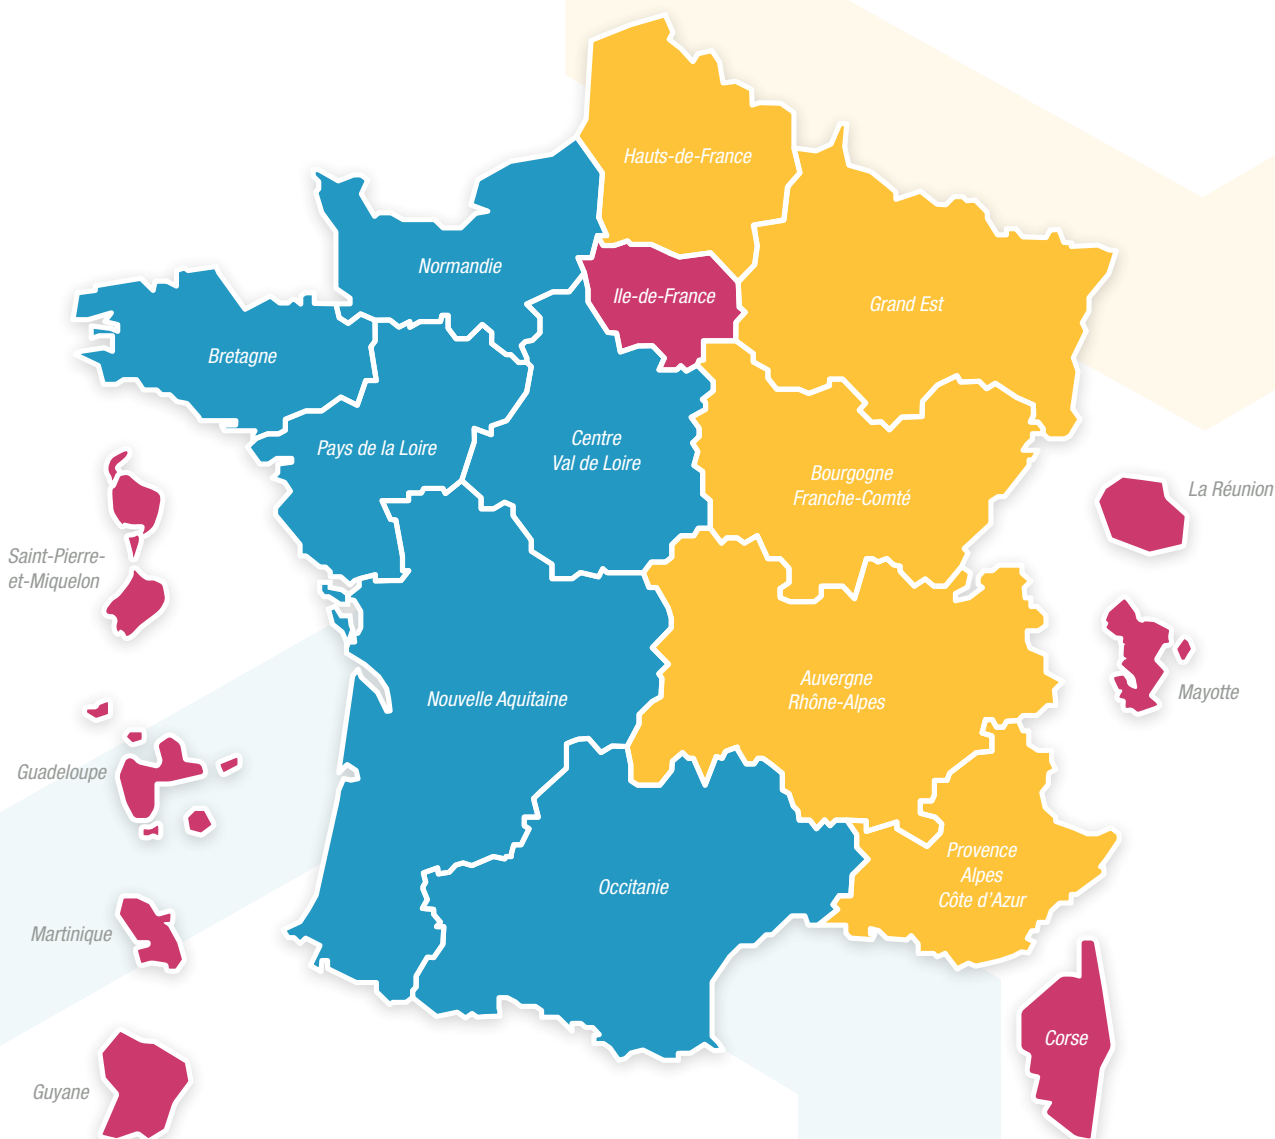 Hauts-de-France
Normandie
Ile-de-France
Grand Est
Bretagne
Pays de la Loire
Centre
Val de Loire
Bourgogne
Franche-Comté
La Réunion
Saint-Pierre-
et-Miquelon
Nouvelle Aquitaine
Auvergne
Rhône-Alpes
Mayotte
Guadeloupe
Occitanie
Provence
Alpes
Côte d'Azur
Martinique
Corse
Guyane